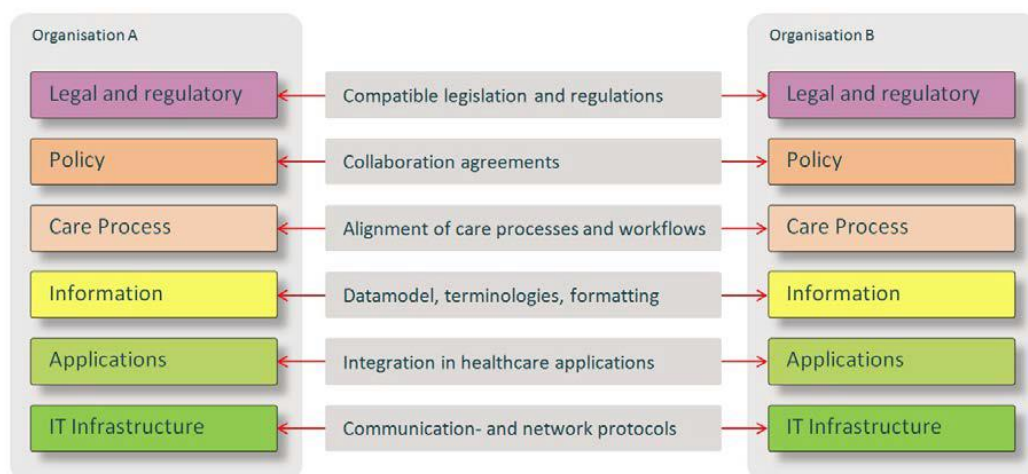 Organisation A
Organisation B
Legal and regulatory
Compatible legislation and regulations
Legal and regulatory
Policy
Collaboration agreements
Policy
Care Process
Alignment of care processes and workflows
Care Process
Information
Datamodel, terminologies, formatting
Information
Applications
Integration in healthcare applications
Applications
IT Infrastructure
Communication- and network protocols
IT Infrastructure